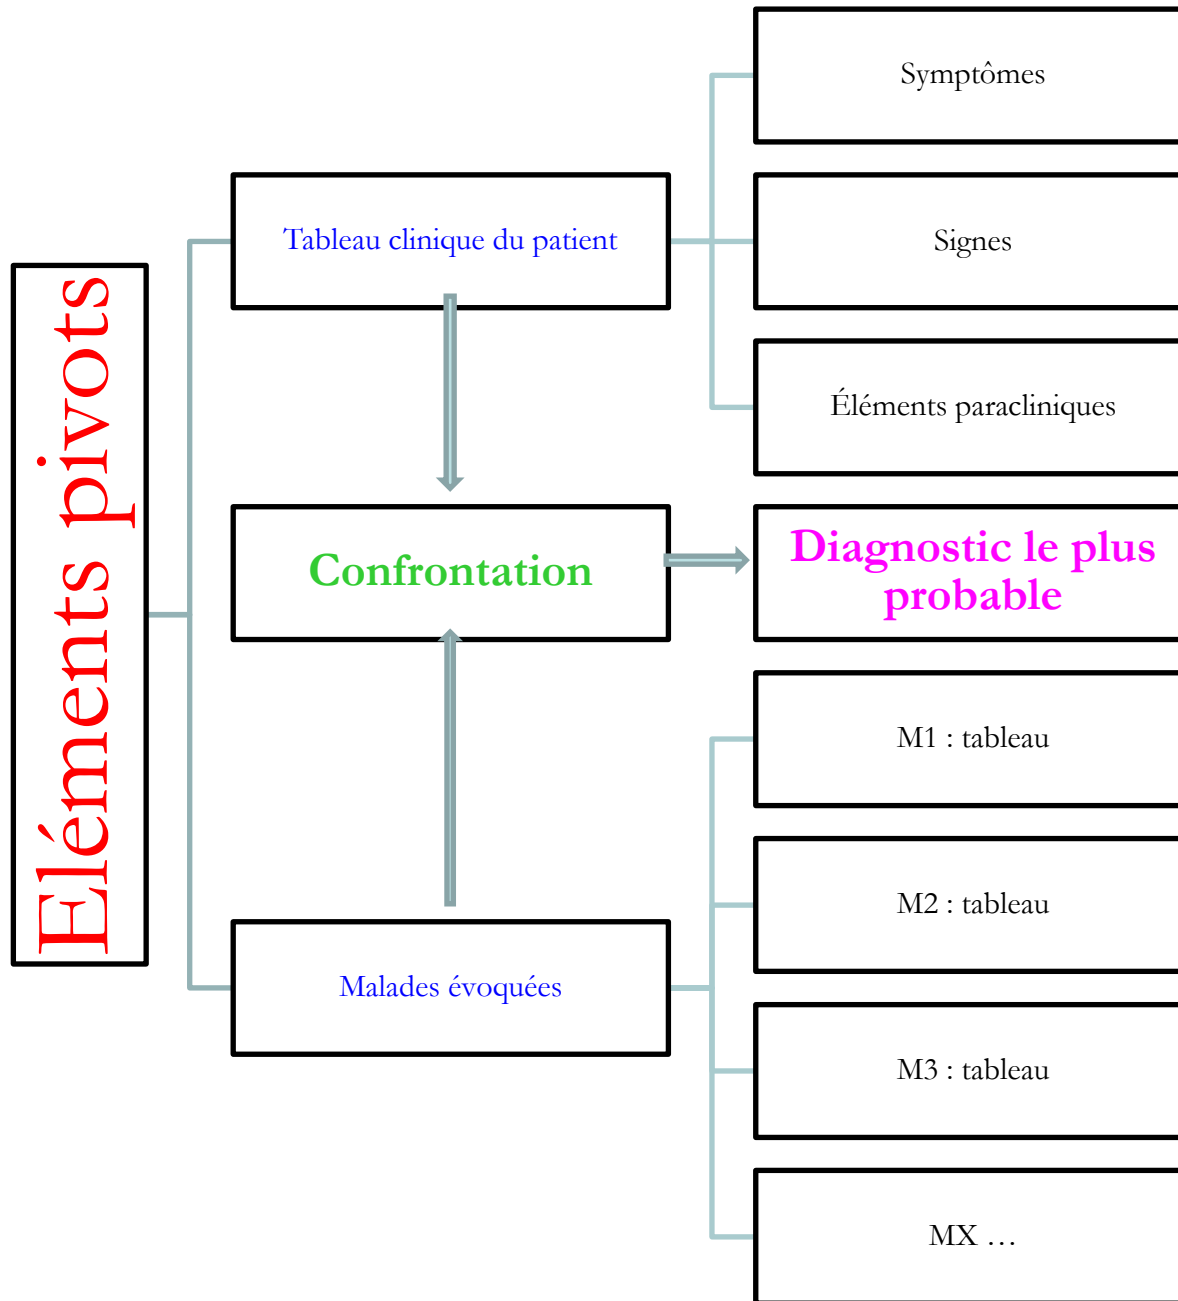 Eléments pivots
Tableau clinique du patient
Symptômes
Signes
Éléments paracliniques
Confrontation
Diagnostic le plus
probable
Malades évoquées
M1 : tableau
M2 : tableau
M3 : tableau
MX …